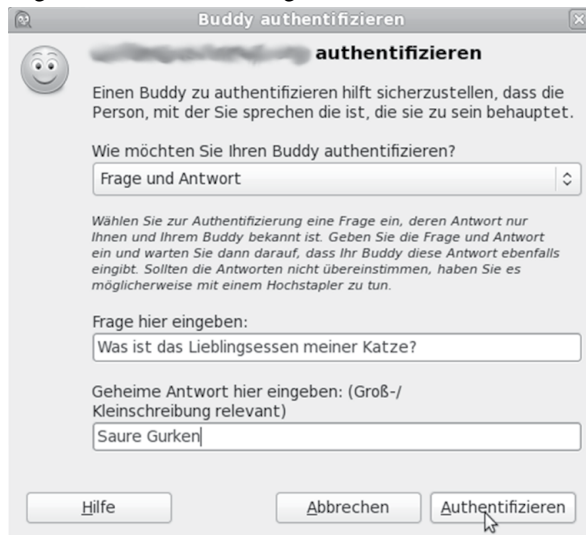 Buddy authentifizieren
authentifizieren
Einen Buddy zu authentifizieren hilft sicherzustellen, dass die
Person, mit der Sie sprechen die ist, die sie zu sein behauptet.
Wie möchten Sie Ihren Buddy authentifizieren?
Frage und Antwort
Wählen Sie zur Authentifizierung eine Frage ein, deren Antwort nur
Ihnen und Ihrem Buddy bekannt ist. Geben Sie die Frage und Antwort
ein und warten Sie dann darauf, dass Ihr Buddy diese Antwort ebenfalls
eingibt. Sollten die Antworten nicht übereinstimmen, haben Sie es
möglicherweise mit einem Hochstapler zu tun.
Frage hier eingeben:
Was ist das Lieblingsessen meiner Katze?
Geheime Antwort hier eingeben: (Groß-/
Kleinschreibung relevant)
Saure Gurken
Hilfe
Abbrechen
Authentifizieren